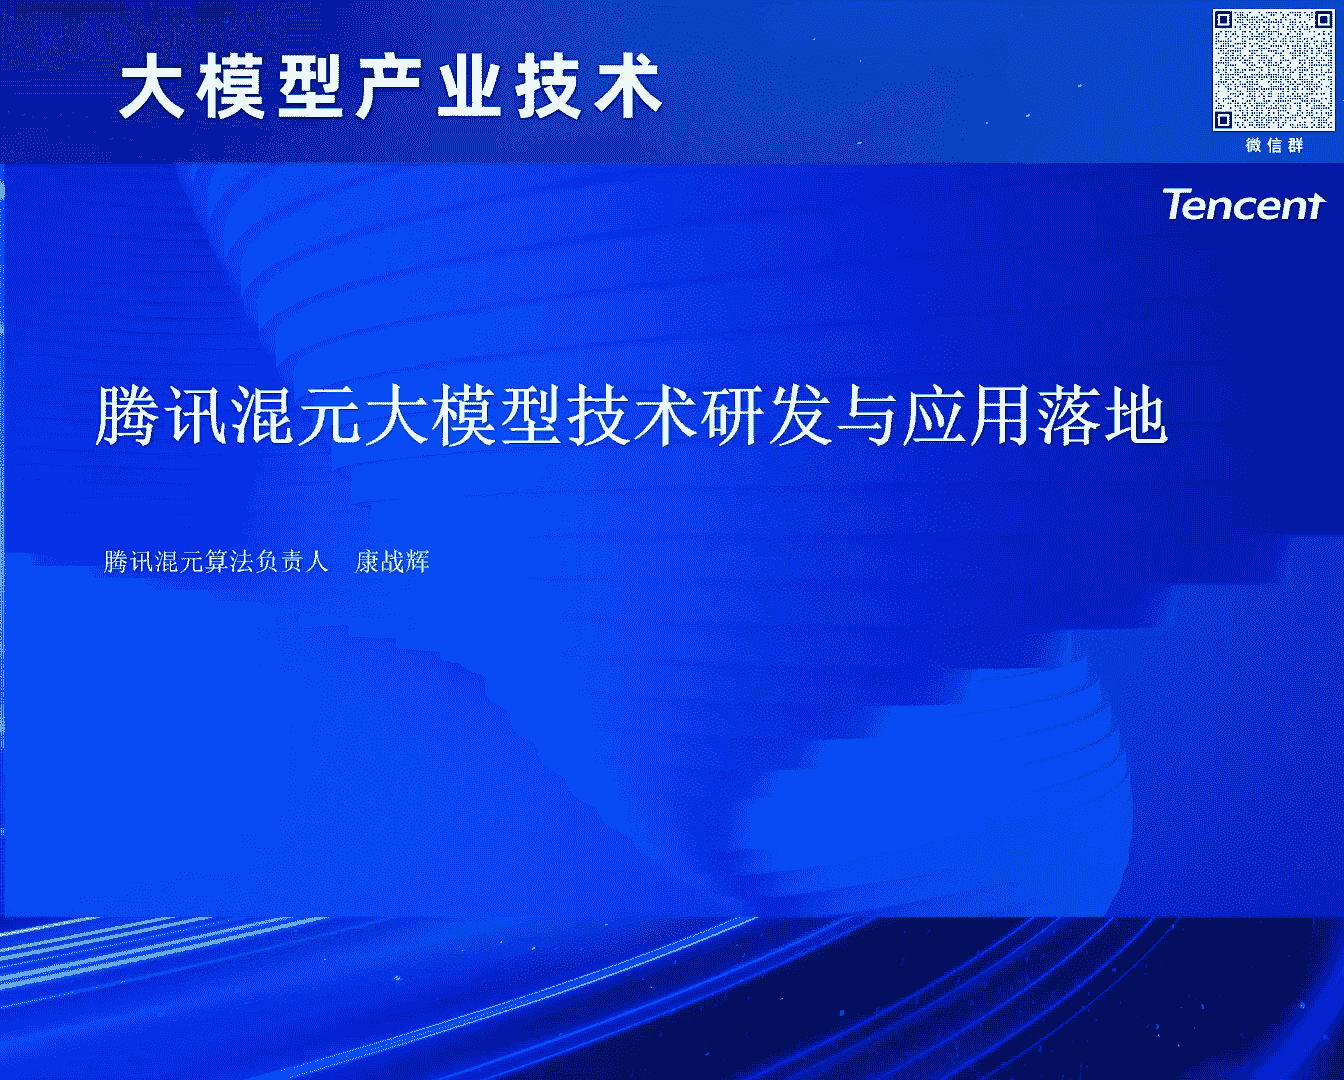 大模型产业技术
微信群
Tencent
腾讯混元大模型技术研发与应用落地
腾讯混元算法负责人 康战辉